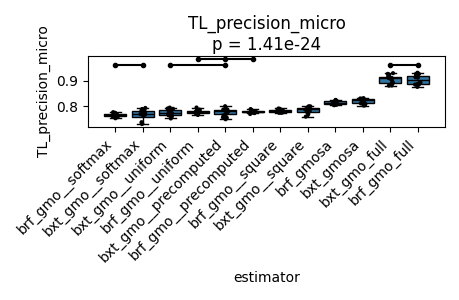 TL_precision_micro
p = 1.41e-24
TL_precision_micro
0.9
0.8
brf_gmo__softmax
bxt_gmo__softmax
bxt_gmo__uniform
brf_gmo__uniform
bxt_gmo__precomputed
brf_gmo__precomputed
brf_gmo__square
bxt_gmo__square
brf_gmosa
bxt_gmosa
bxt_gmo_full
brf_gmo_full
estimator